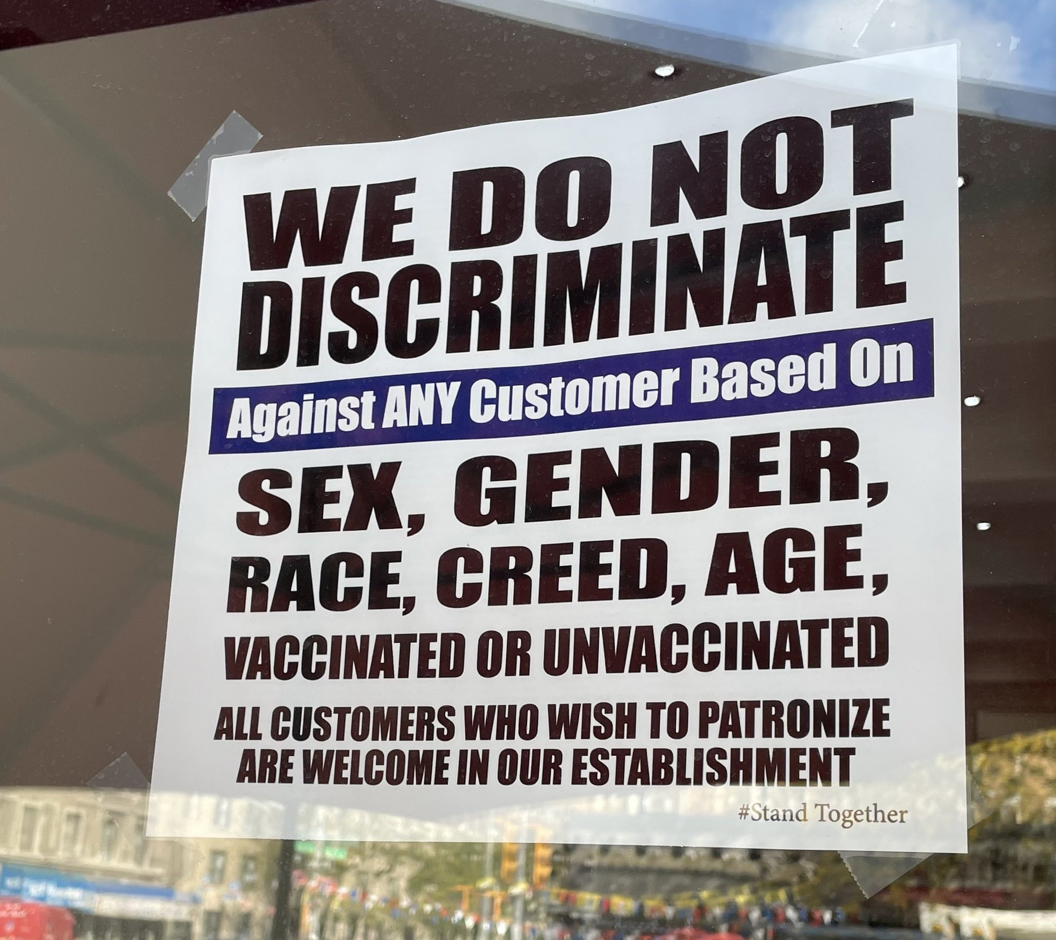 WE DO NOT
DISCRIMINATE
Against ANY Customer Based On
SEX, GENDER,
RACE, CREED, AGE,
VACCINATED OR UNVACCINATED
ALL CUSTOMERS WHO WISH TO PATRONIZE
ARE WELCOME IN OUR ESTABLISHMENT
#Stand Together